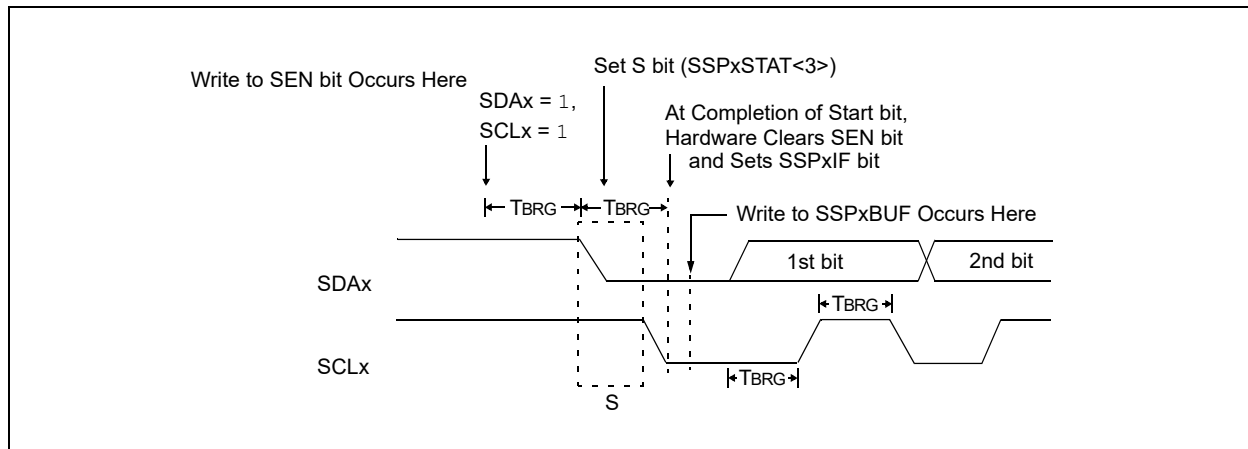 Write to SEN bit Occurs Here
SDAx = 1,
SCLx = 1
Set S bit (SSPxSTAT<3>)
At Completion of Start bit,
Hardware Clears SEN bit
and Sets SSPxIF bit
TBRG
TBRG
Write to SSPxBUF Occurs Here
SDAx
1st bit
2nd bit
TBRG
SCLx
TBRG
S